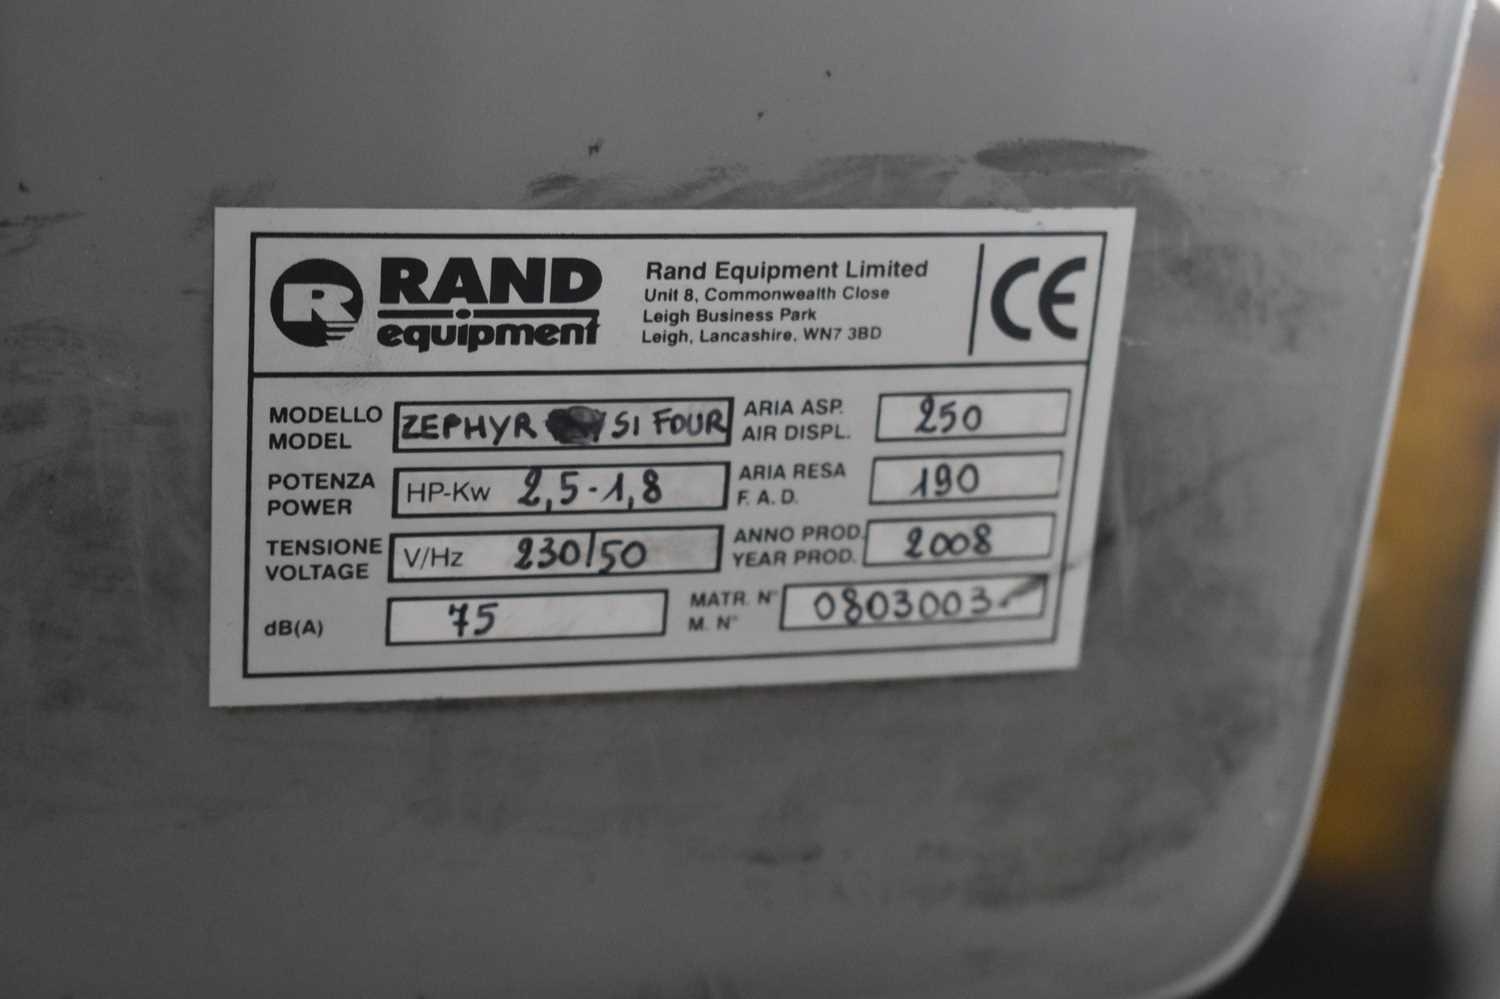 R RAND
equipment
Rand Equipment Limited
Unit 8, Commonwealth Close
Leigh Business Park
Leigh, Lancashire, WN7 3BD
CE
MODELLO
MODEL
ZEPHYR SI FOUR
POTENZA
POWER
HP-Kw 2,5-1,8
TENSIONE
VOLTAGE
V/Hz 230/50
dB(A)
75
ARIA ASP.
AIR DISPL.
250
ARIA RESA
F. A. D.
190
ANNO PROD.
YEAR PROD.
2008
MATR. N°
M. N°
0803003